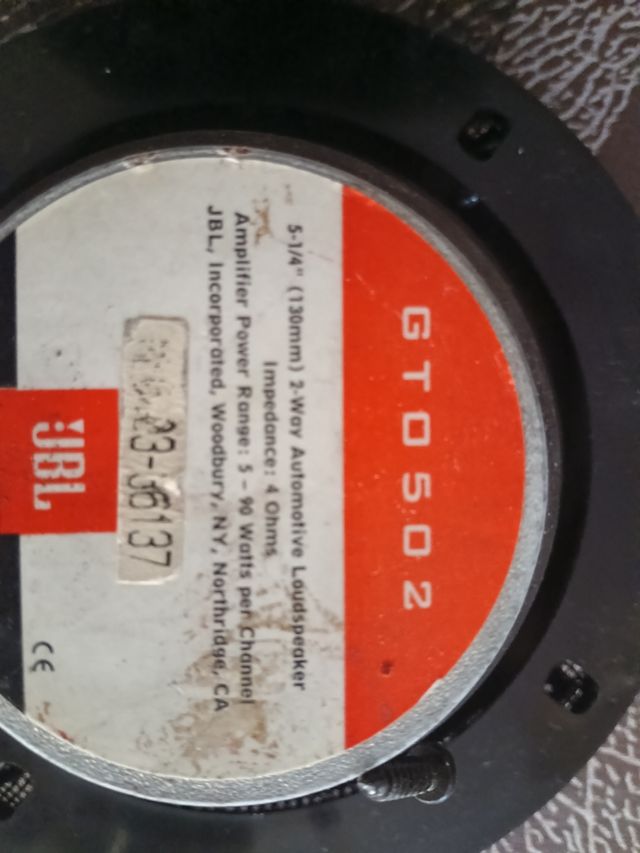 GTO502
5-1/4" (130mm) 2-Way Automotive Loudspeaker
Impedance: 4 Ohms
Amplifier Power Range: 5 - 90 Watts per Channel
JBL, Incorporated, Woodbury, NY, Northridge, CA
JBL
CE